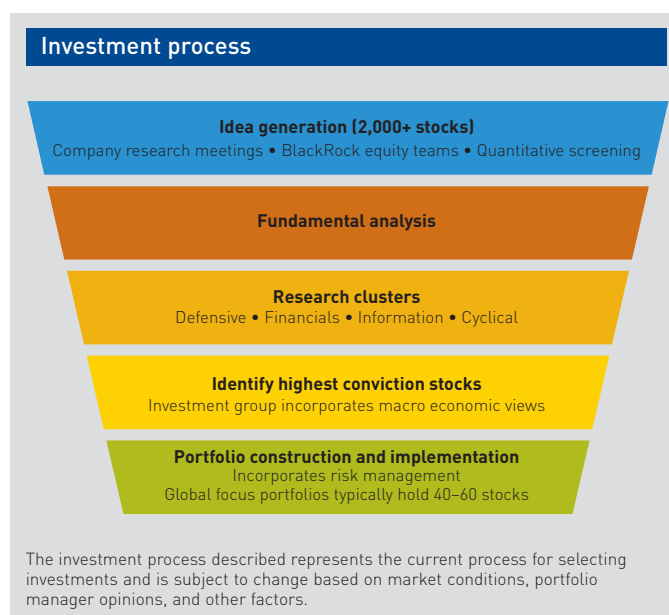 Investment process
Idea generation (2,000+ stocks)
Company research meetings • BlackRock equity teams • Quantitative screening
Fundamental analysis
Research clusters
Defensive • Financials • Information • Cyclical
Identify highest conviction stocks
Investment group incorporates macro economic views
Portfolio construction and implementation
Incorporates risk management
Global focus portfolios typically hold 40–60 stocks
The investment process described represents the current process for selecting
investments and is subject to change based on market conditions, portfolio
manager opinions, and other factors.